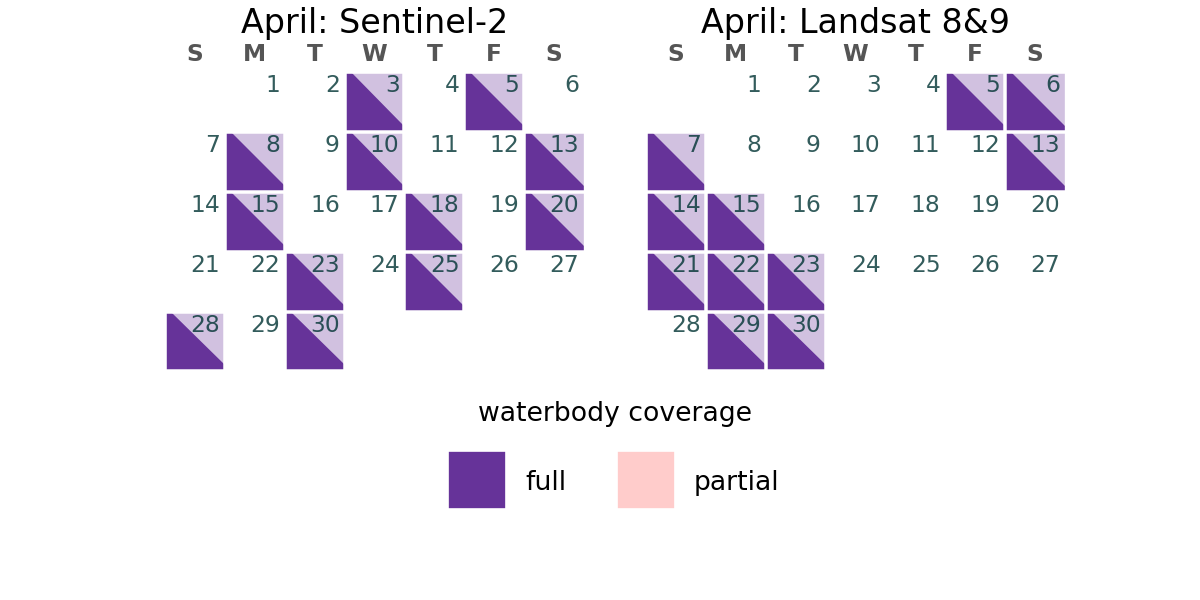 April: Sentinel-2
S M T W T F S
1 2 3 4 5 6
7 8 9 10 11 12 13
14 15 16 17 18 19 20
21 22 23 24 25 26 27
28 29 30
April: Landsat 8&9
S M T W T F S
1 2 3 4 5 6
7 8 9 10 11 12 13
14 15 16 17 18 19 20
21 22 23 24 25 26 27
28 29 30
waterbody coverage
full partial